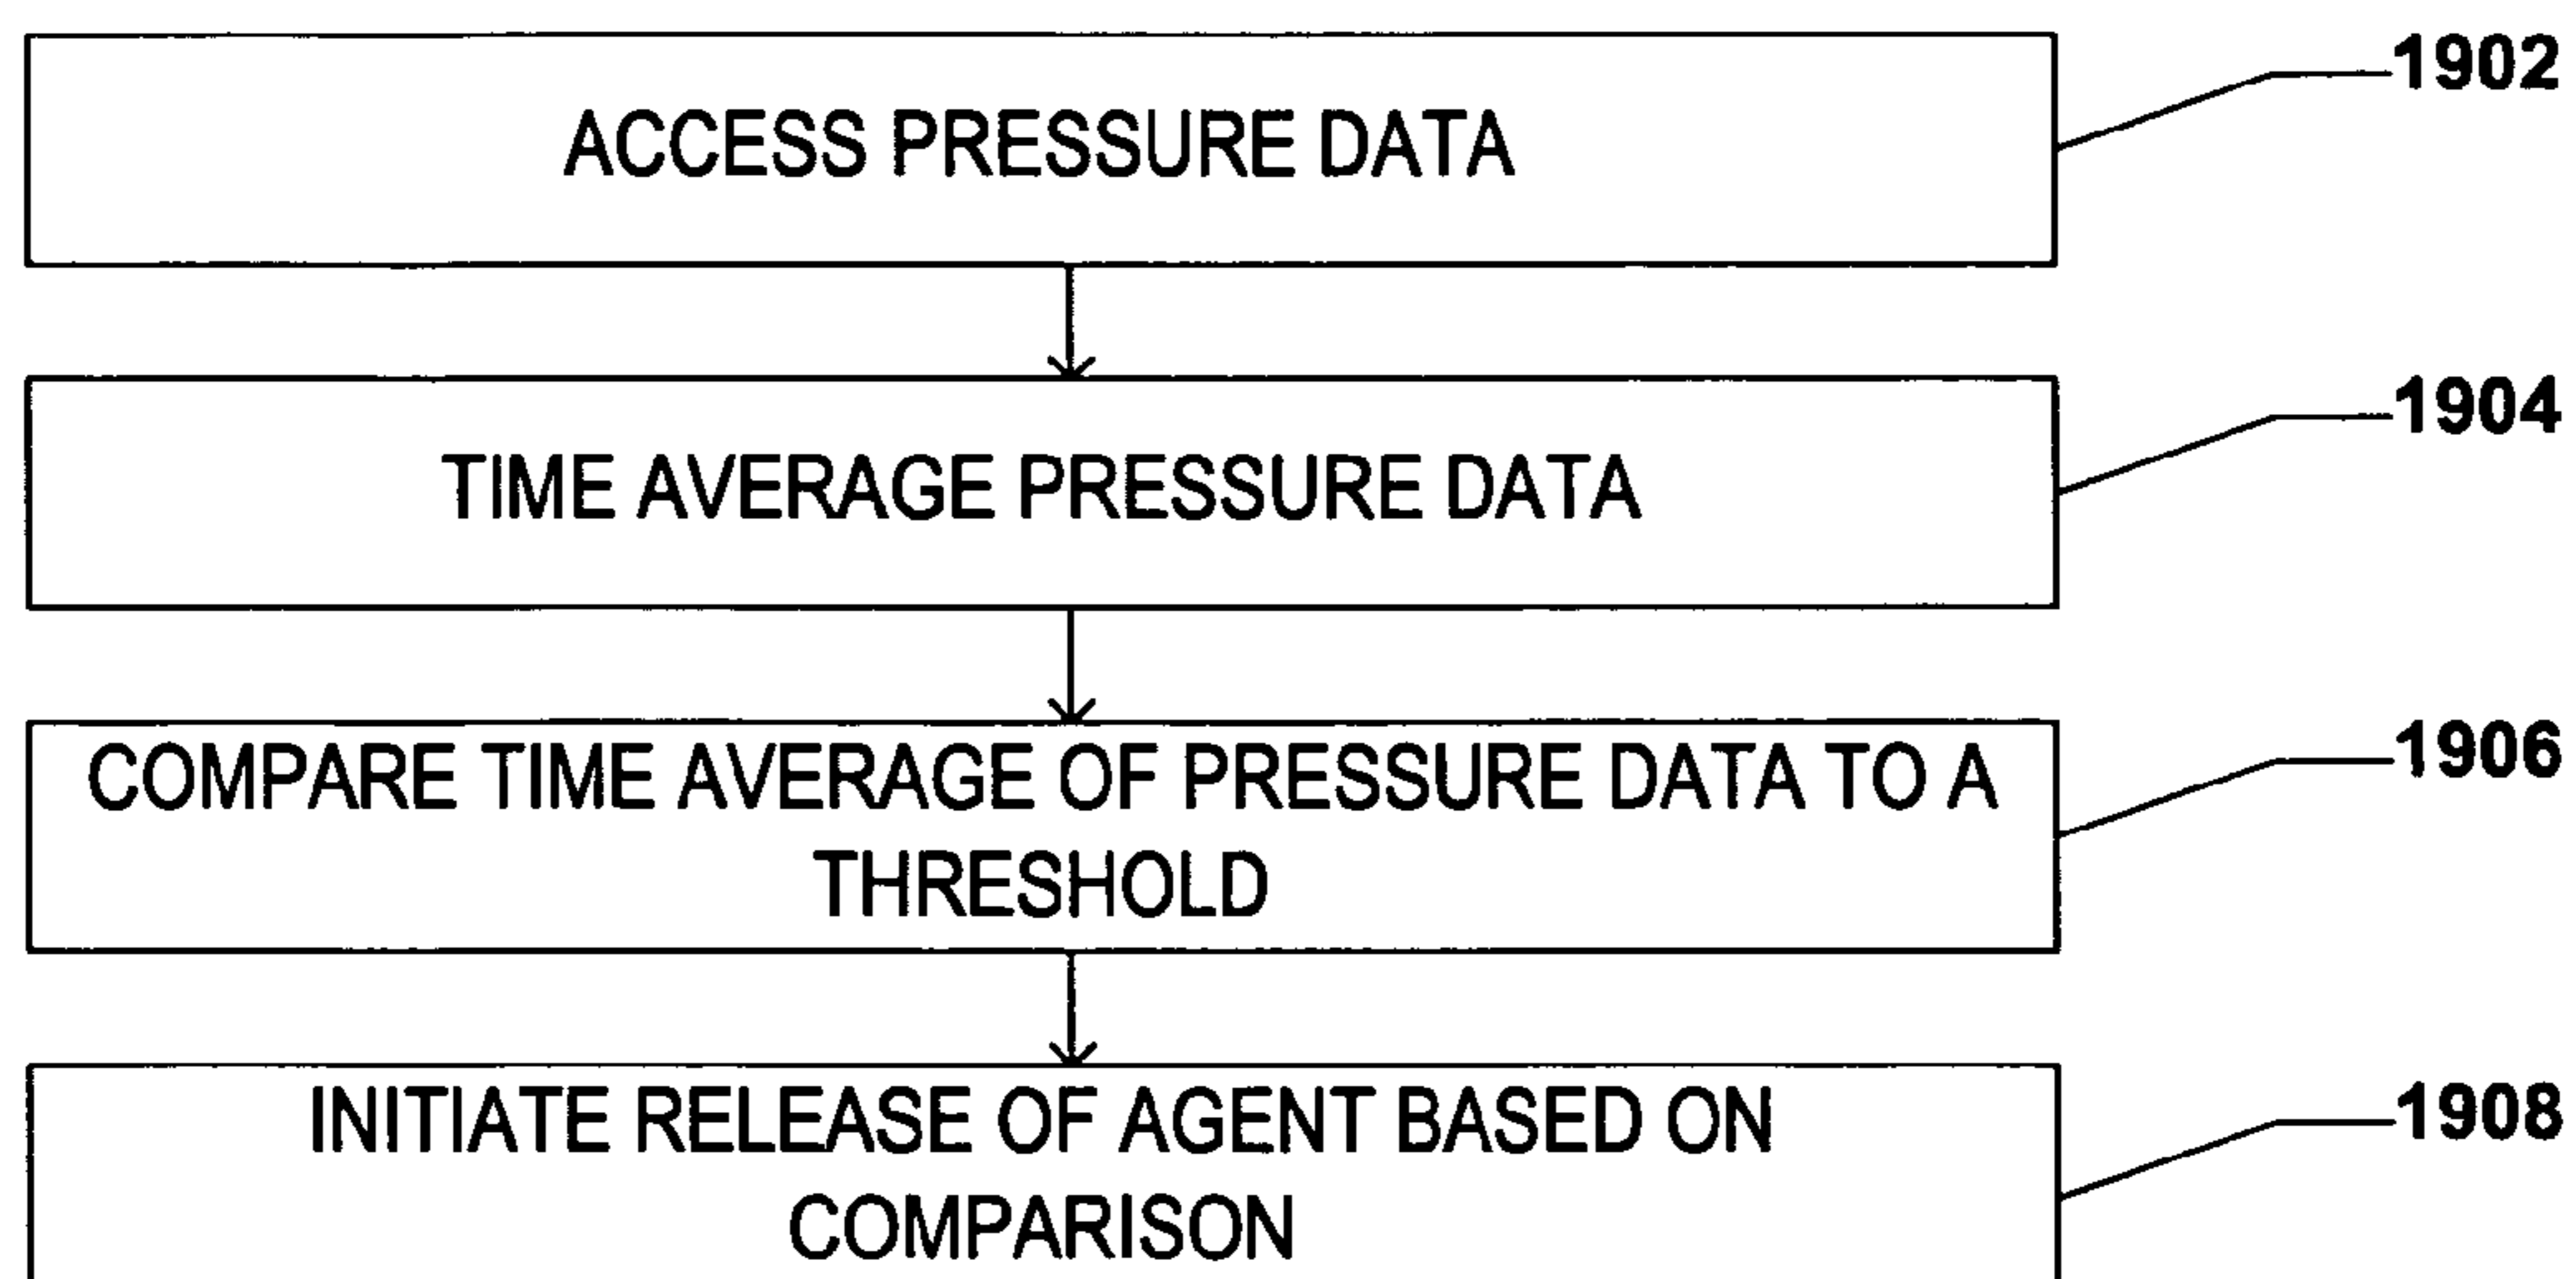 ACCESS PRESSURE DATA
1902
TIME AVERAGE PRESSURE DATA
1904
COMPARE TIME AVERAGE OF PRESSURE DATA TO A
THRESHOLD
1906
INITIATE RELEASE OF AGENT BASED ON
COMPARISON
1908